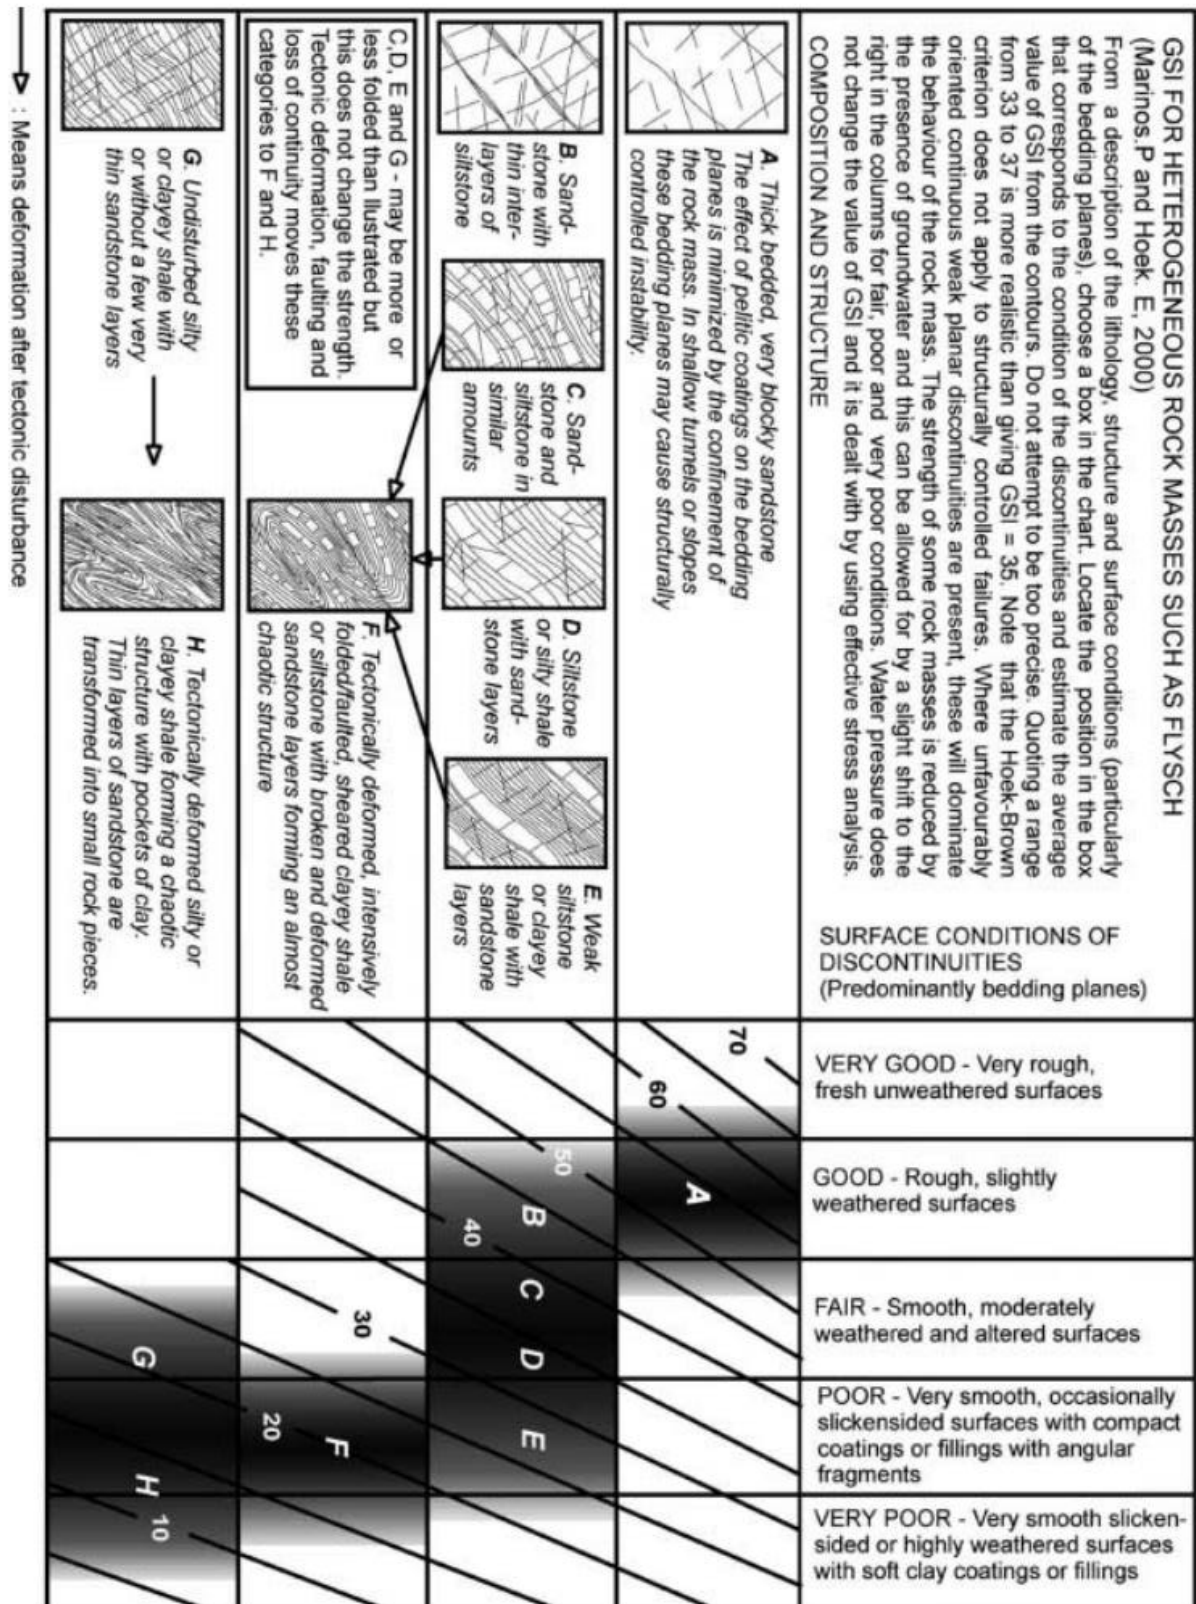 GSI FOR HETEROGENEOUS ROCK MASSES SUCH AS FLYSCH
(Marinos.P and Hoek. E, 2000)
From a description of the lithology, structure and surface conditions (particularly
of the bedding planes), choose a box in the chart. Locate the position in the box
that corresponds to the condition of the discontinuities and estimate the average
value of GSI from the contours. Do not attempt to be too precise. Quoting a range
from 33 to 37 is more realistic than giving GSI = 35. Note that the Hoek-Brown
criterion does not apply to structurally controlled failures. Where unfavourably
oriented continuous weak planar discontinuities are present, these will dominate
the behaviour of the rock mass. The strength of some rock masses is reduced by
the presence of groundwater and this can be allowed for by a slight shift to the
right in the columns for fair, poor and very poor conditions. Water pressure does
not change the value of GSI and it is dealt with by using effective stress analysis.
COMPOSITION AND STRUCTURE
SURFACE CONDITIONS OF
DISCONTINUITIES
(Predominantly bedding planes)
VERY GOOD - Very rough,
fresh unweathered surfaces
GOOD - Rough, slightly
weathered surfaces
FAIR - Smooth, moderately
weathered and altered surfaces
POOR - Very smooth, occasionally
slickensided surfaces with compact
coatings or fillings with angular
fragments
VERY POOR - Very smooth slicken-
sided or highly weathered surfaces
with soft clay coatings or fillings
A. Thick bedded, very blocky sandstone
The effect of pelitic coatings on the bedding
planes is minimized by the confinement of
the rock mass. In shallow tunnels or slopes
these bedding planes may cause structurally
controlled instability.
70
60
A
B. Sand-
stone with
thin inter-
layers of
siltstone
C. Sand-
stone and
siltstone in
similar
amounts
D. Siltstone
or silty shale
with sand-
stone layers
E. Weak
siltstone
or clayey
shale with
sandstone
layers
50
B
40
C
D
E
C,D, E and G - may be more or
less folded than llustrated but
this does not change the strength.
Tectonic deformation, faulting and
loss of continuity moves these
categories to F and H.
F. Tectonically deformed, intensively
folded/faulted, sheared clayey shale
or siltstone with broken and deformed
sandstone layers forming an almost
chaotic structure
30
F
20
G. Undisturbed silty
or clayey shale with
or without a few very
thin sandstone layers
H. Tectonically deformed silty or
clayey shale forming a chaotic
structure with pockets of clay.
Thin layers of sandstone are
transformed into small rock pieces.
G
H
10
: Means deformation after tectonic disturbance